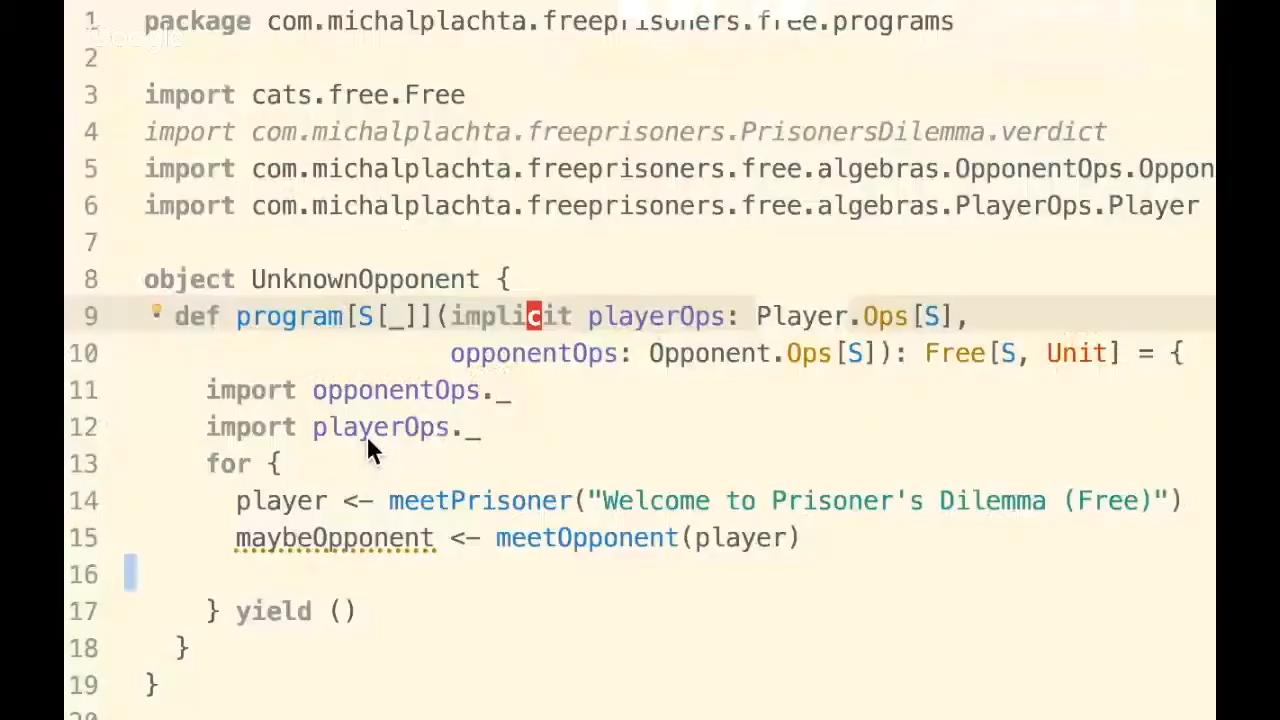 1 package com.michalplachta.freeprisoners.free.programs
Google
2
3 import cats.free.Free
4 import com.michalplachta.freeprisoners.PrisonersDilemma.verdict
5 import com.michalplachta.freeprisoners.free.algebras.OpponentOps.Oppon
6 import com.michalplachta.freeprisoners.free.algebras.PlayerOps.Player
7
8 object UnknownOpponent {
9 def program[S[_]](implicit playerOps: Player.Ops[S],
10 opponentOps: Opponent.Ops[S]): Free[S, Unit] = {
11 import opponentOps._
12 import playerOps._
13 for {
14 player <- meetPrisoner("Welcome to Prisoner's Dilemma (Free)")
15 maybeOpponent <- meetOpponent(player)
16
17 } yield ()
18 }
19 }
20